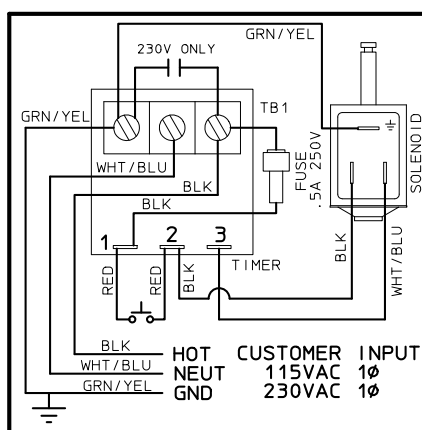 GRN/YEL
230V ONLY
GRN/YEL
TB1
WHT/BLU
BLK
BLK
FUSE
.5A 250V
SOLENOID
1 2 3
TIMER
RED
RED
BLK
BLK
WHT/BLU
BLK
HOT
WHT/BLU
NEUT
GRN/YEL
GND
CUSTOMER INPUT
115VAC 1Ø
230VAC 1Ø